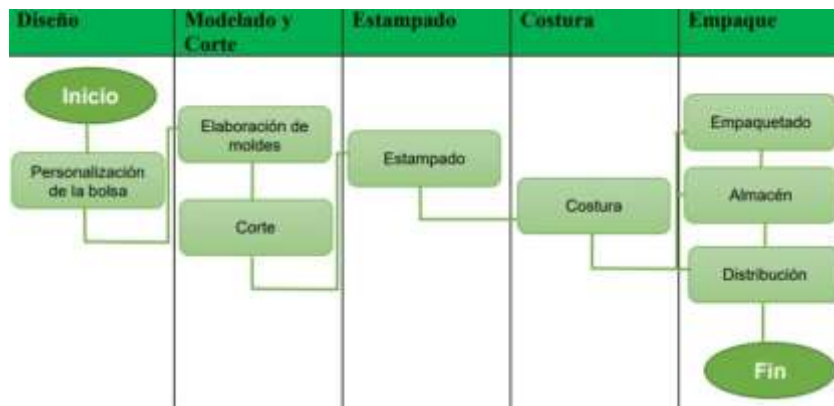 Diseño
Modelado y
Corte
Estampado
Costura
Empaque
Inicio
Personalización
de la bolsa
Elaboración de
moldes
Corte
Estampado
Costura
Empaquetado
Almacén
Distribución
Fin